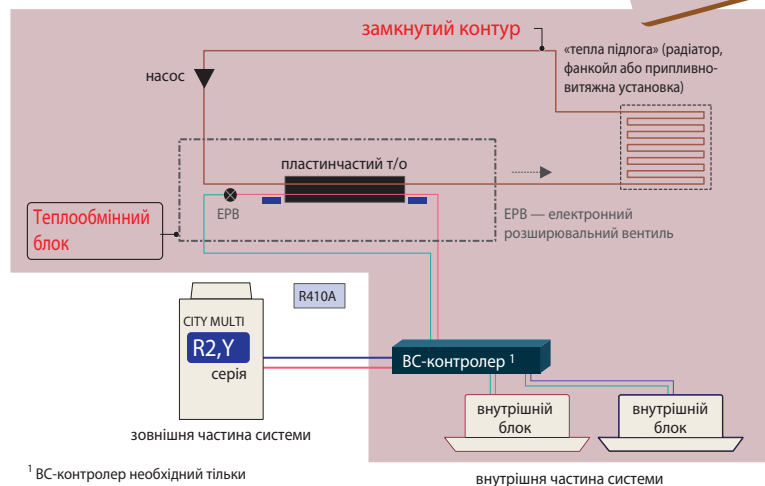 замкнутий контур
«тепла підлога» (радіатор,
фанкойл або припливно-
витяжна установка)
насос
пластинчастий т/о
ЕРВ
ЕРВ — електронний
розширювальний вентиль
Теплообмінний
блок
R410A
CITY MULTI
R2,Y
серія
ВС-контролер 1
внутрішній
блок
внутрішній
блок
зовнішня частина системи
внутрішня частина системи
1 ВС-контролер необхідний тільки